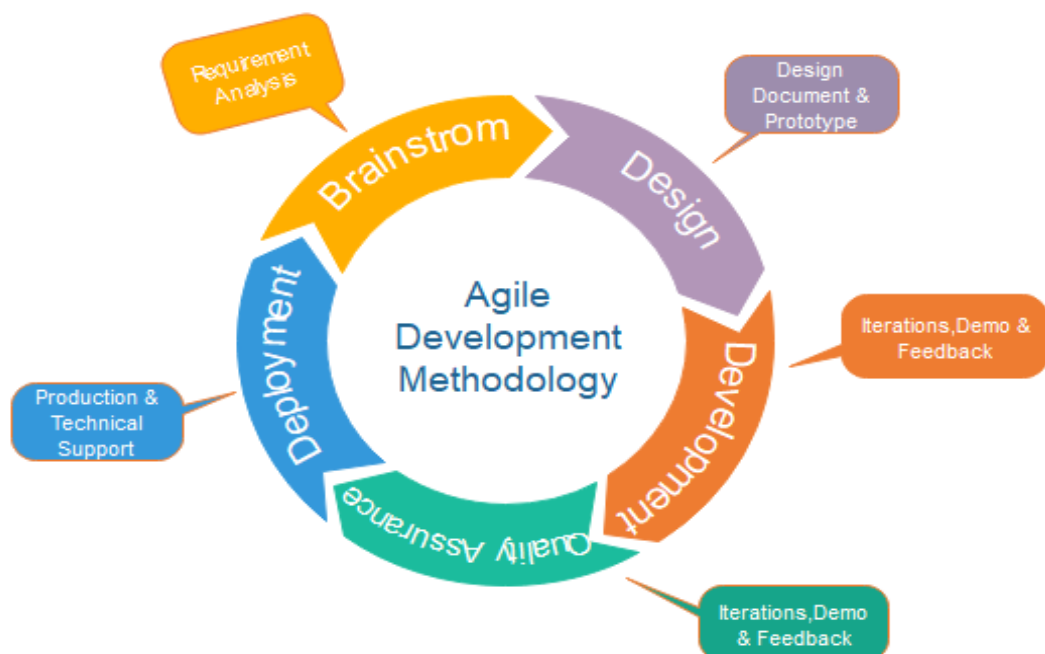 Requirement
Analysis
Brainstrom
Design
Document &
Prototype
Design
Agile
Development
Methodology
Iterations,Demo &
Feedback
Development
Deployment
Production &
Technical
Support
Quality Assurance
Iterations,Demo
& Feedback